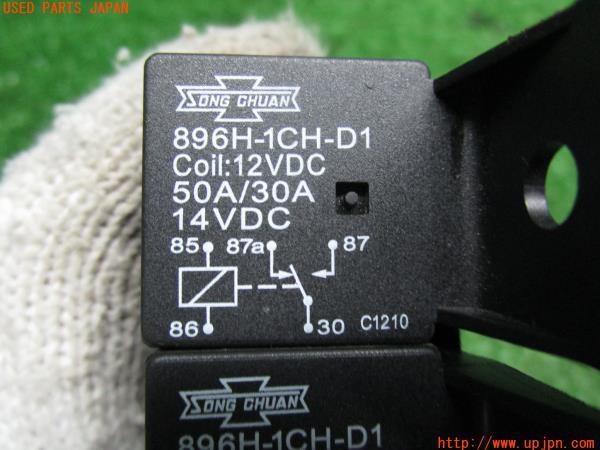 USED PARTS JAPAN
SONG CHUAN
896H-1CH-D1
Coil:12VDC
50A/30A
14VDC
85 87a 87
86 30 C1210
SONG CHUAN
896H-1CH-D1
http://www.upjpn.com/